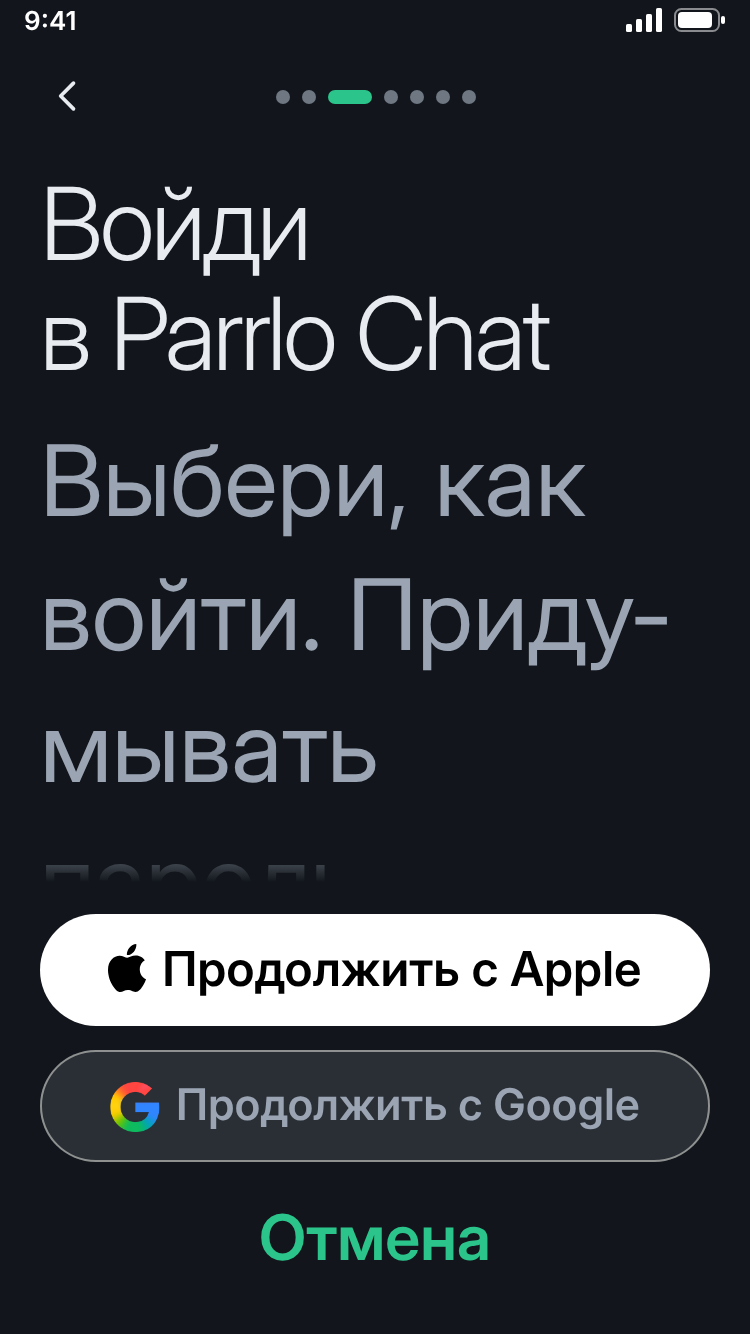 9:41
Войди
в Parrlo Chat
Выбери, как
войти. Приду-
мывать
Продолжить с Apple
Продолжить с Google
Отмена